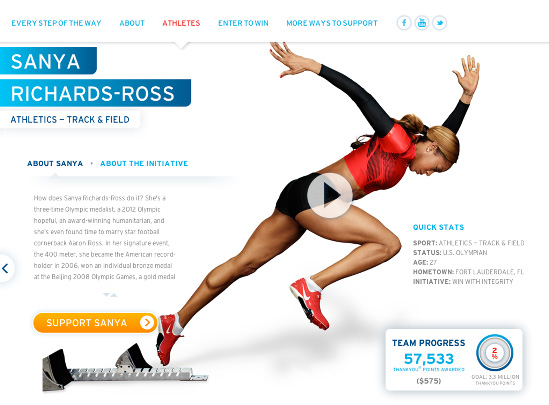 EVERY STEP OF THE WAY ABOUT ATHLETES ENTER TO WIN MORE WAYS TO SUPPORT
SANYA
RICHARDS-ROSS
ATHLETICS – TRACK & FIELD
ABOUT SANYA • ABOUT THE INITIATIVE
How does Sanya Richards-Ross do it? She's a
three-time Olympic medalist, a 2012 Olympic
hopeful, an award-winning humanitarian, and
she's even found time to marry star football
cornerback Aaron Ross. In her signature event,
the 400 meter, she became the American record-
holder in 2006, won an individual bronze medal
at the Beijing 2008 Olympic Games, a gold medal
SUPPORT SANYA
QUICK STATS
SPORT: ATHLETICS – TRACK & FIELD
STATUS: U.S. OLYMPIAN
AGE: 27
HOMETOWN: FORT LAUDERDALE, FL
INITIATIVE: WIN WITH INTEGRITY
TEAM PROGRESS
57,533
THANKYOU® POINTS AWARDED
($575)
2
%
GOAL: 3.3 MILLION
THANKYOU POINTS